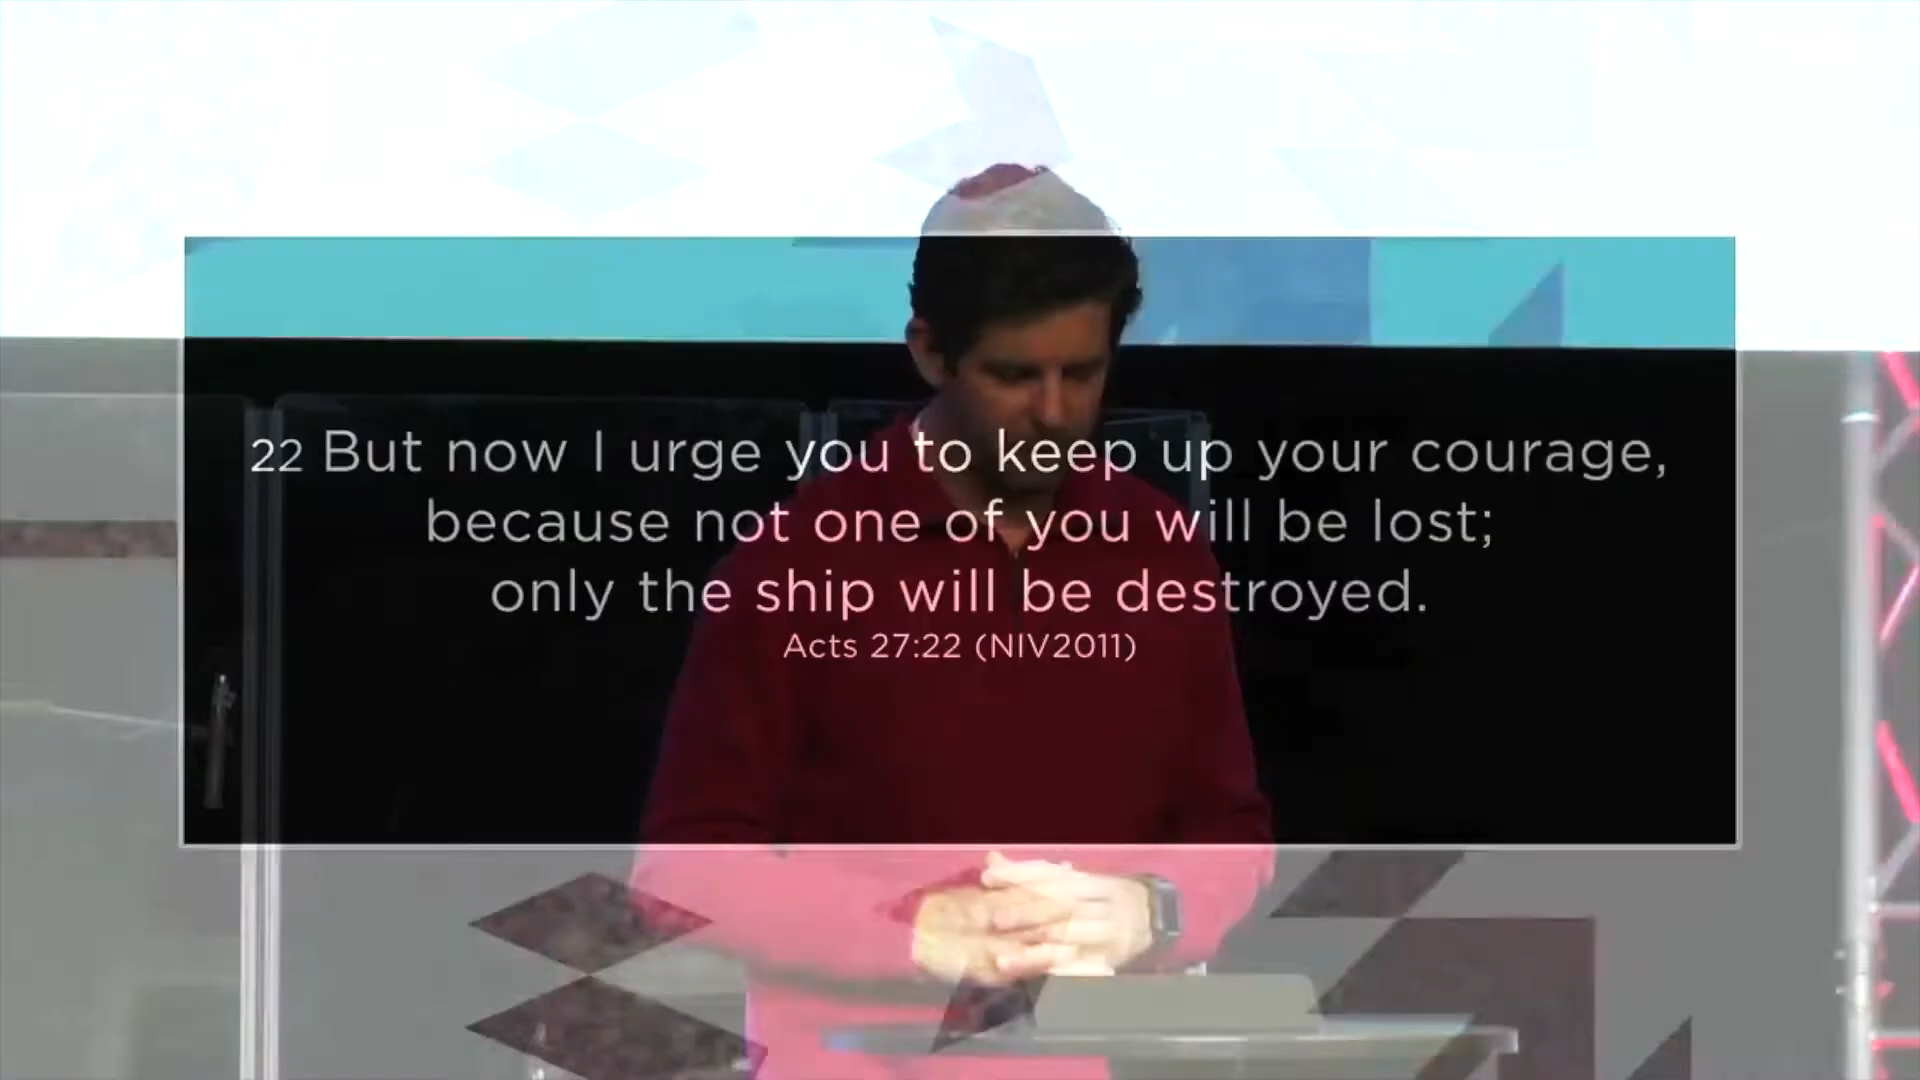 22 But now I urge you to keep up your courage,
because not one of you will be lost;
only the ship will be destroyed.
Acts 27:22 (NIV2011)